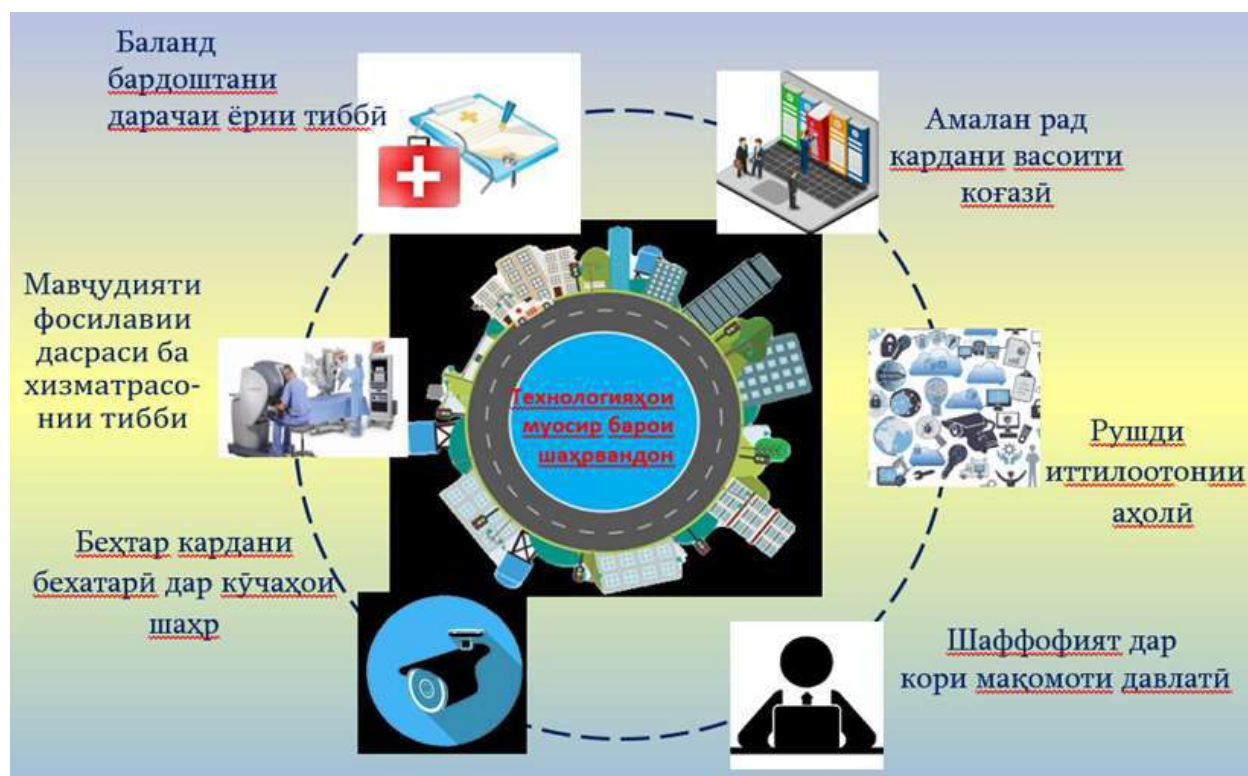 Баланд
бардоштани
дарачаи ёрии тиббӣ
Амалан рад
кардани васоити
коғазӣ
Мавҷудияти
фосилавии
дасраси ба
хизматрасо-
нии тибби
Технологияҳои
муосир барои
шаҳрвандон
Рушди
иттилоотонии
аҳолӣ
Беҳтар кардани
бехатарӣ дар кӯчаҳои
шаҳр
Шаффофият дар
кори мақомоти давлатӣ